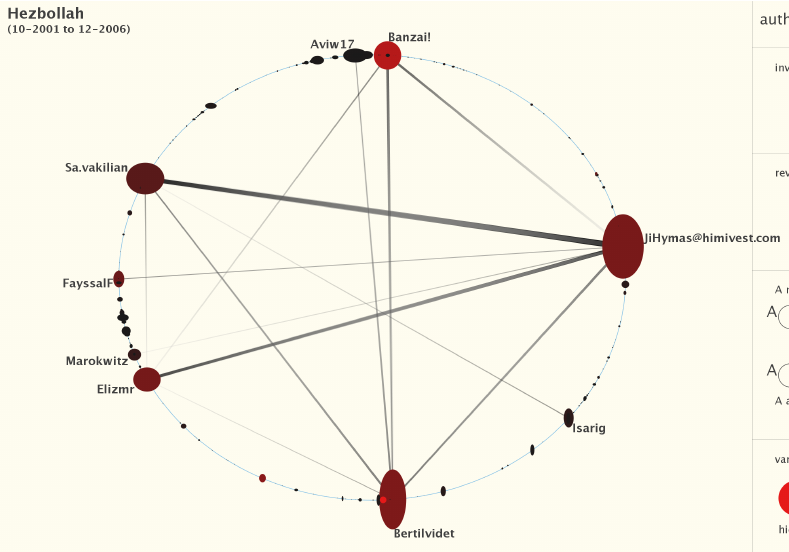 Hezbollah
(10-2001 to 12-2006)
auth
Banzai!
Aviw17
inv
Sa.vakilian
rev
JiHymas@himivest.com
FayssalF
A r
A
Marokwitz
A
Elizmr
A a
Isarig
var
Bertilvidet
hi